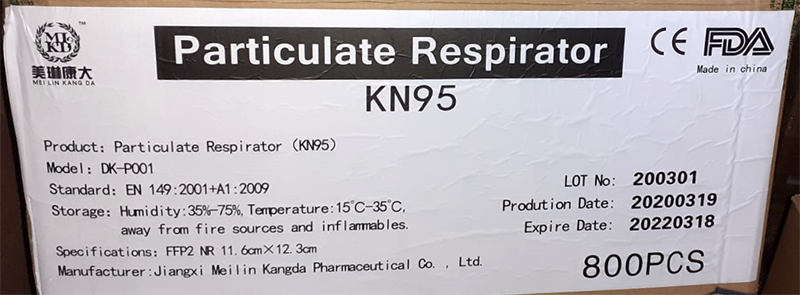 MLKD
™
美琳康大
MEI LIN KANG DA
Particulate Respirator
CE FDA
Made in china
KN95
Product: Particulate Respirator (KN95)
Model: DK-P001
Standard: EN 149:2001+A1:2009
Storage: Humidity:35%-75%, Temperature:15℃-35℃,
away from fire sources and inflammables.
Specifications: FFP2 NR 11.6cm×12.3cm
Manufacturer:Jiangxi Meilin Kangda Pharmaceutical Co. , Ltd.
LOT No: 200301
Prodution Date: 20200319
Expire Date: 20220318
800PCS